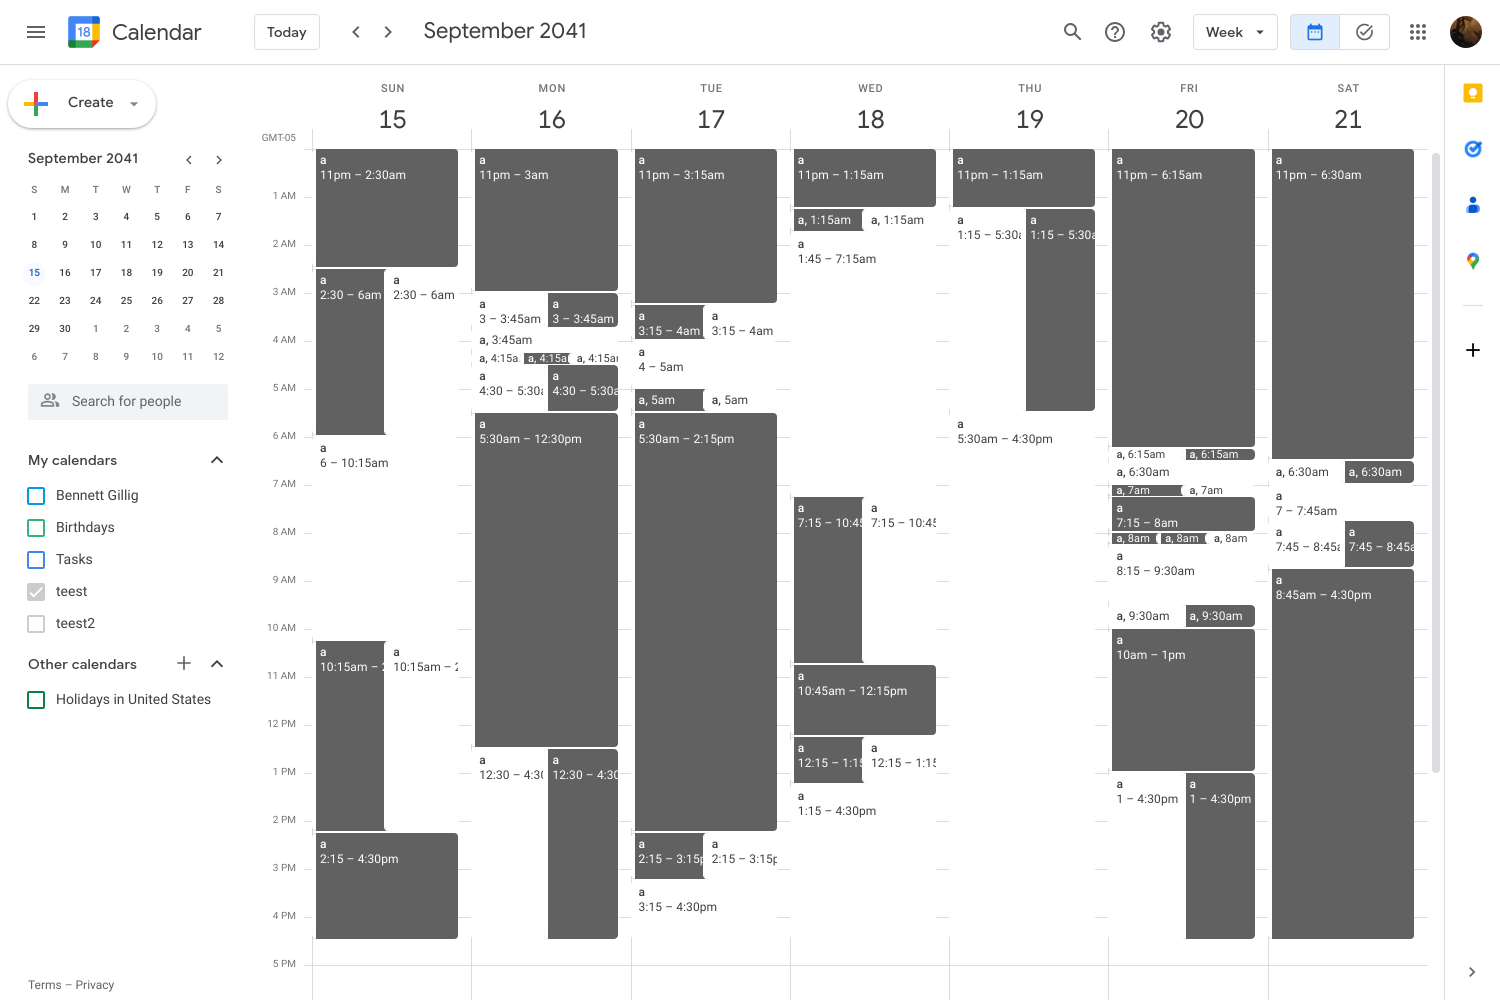 18 Calendar Today September 2041 Week
Create
September 2041
S M T W T F S
1 2 3 4 5 6 7
8 9 10 11 12 13 14
15 16 17 18 19 20 21
22 23 24 25 26 27 28
29 30 1 2 3 4 5
6 7 8 9 10 11 12
Search for people
My calendars
Bennett Gillig
Birthdays
Tasks
teest
teest2
Other calendars
Holidays in United States
Terms – Privacy
GMT-05
1 AM
2 AM
3 AM
4 AM
5 AM
6 AM
7 AM
8 AM
9 AM
10 AM
11 AM
12 PM
1 PM
2 PM
3 PM
4 PM
5 PM
SUN
15
a
11pm – 2:30am
a
2:30 – 6am
a
2:30 – 6am
a
6 – 10:15am
a
10:15am – 2
a
10:15am – 2
a
2:15 – 4:30pm
MON
16
a
11pm – 3am
a
3 – 3:45am
a
3 – 3:45am
a, 3:45am
a, 4:15a
a, 4:15a
a, 4:15a
a
4:30 – 5:30a
a
4:30 – 5:30a
a
5:30am – 12:30pm
a
12:30 – 4:30
a
12:30 – 4:30
TUE
17
a
11pm – 3:15am
a
3:15 – 4am
a
3:15 – 4am
a
4 – 5am
a, 5am
a, 5am
a
5:30am – 2:15pm
a
2:15 – 3:15p
a
2:15 – 3:15p
a
3:15 – 4:30pm
WED
18
a
11pm – 1:15am
a, 1:15am
a, 1:15am
a
1:45 – 7:15am
a
7:15 – 10:45
a
7:15 – 10:45
a
10:45am – 12:15pm
a
12:15 – 1:15
a
12:15 – 1:15
a
1:15 – 4:30pm
THU
19
a
11pm – 1:15am
a
1:15 – 5:30a
a
1:15 – 5:30a
a
5:30am – 4:30pm
FRI
20
a
11pm – 6:15am
a, 6:15am
a, 6:15am
a, 6:30am
a, 7am
a, 7am
a
7:15 – 8am
a, 8am
a, 8am
a, 8am
a
8:15 – 9:30am
a, 9:30am
a, 9:30am
a
10am – 1pm
a
1 – 4:30pm
a
1 – 4:30pm
SAT
21
a
11pm – 6:30am
a, 6:30am
a, 6:30am
a
7 – 7:45am
a
7:45 – 8:45a
a
7:45 – 8:45a
a
8:45am – 4:30pm